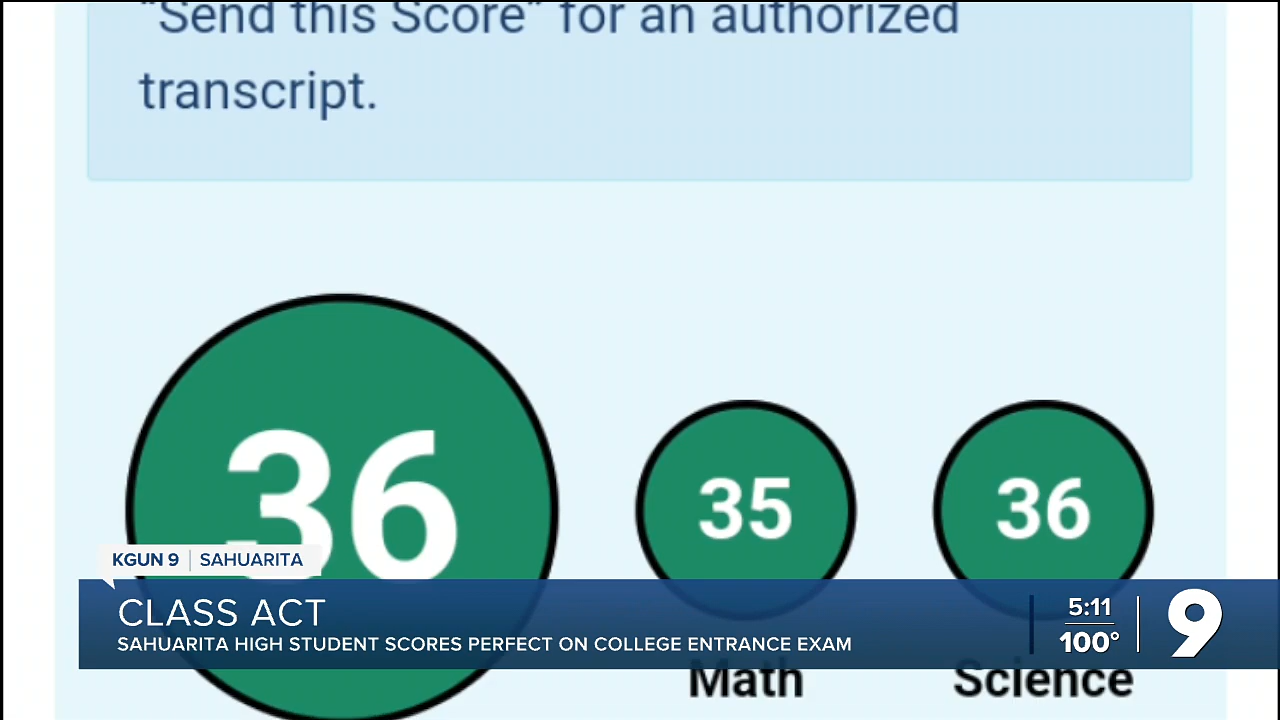 "Send this Score" for an authorized
transcript.
36
35
36
KGUN 9 | SAHUARITA
CLASS ACT
SAHUARITA HIGH STUDENT SCORES PERFECT ON COLLEGE ENTRANCE EXAM
5:11
100°
9
Math
Science